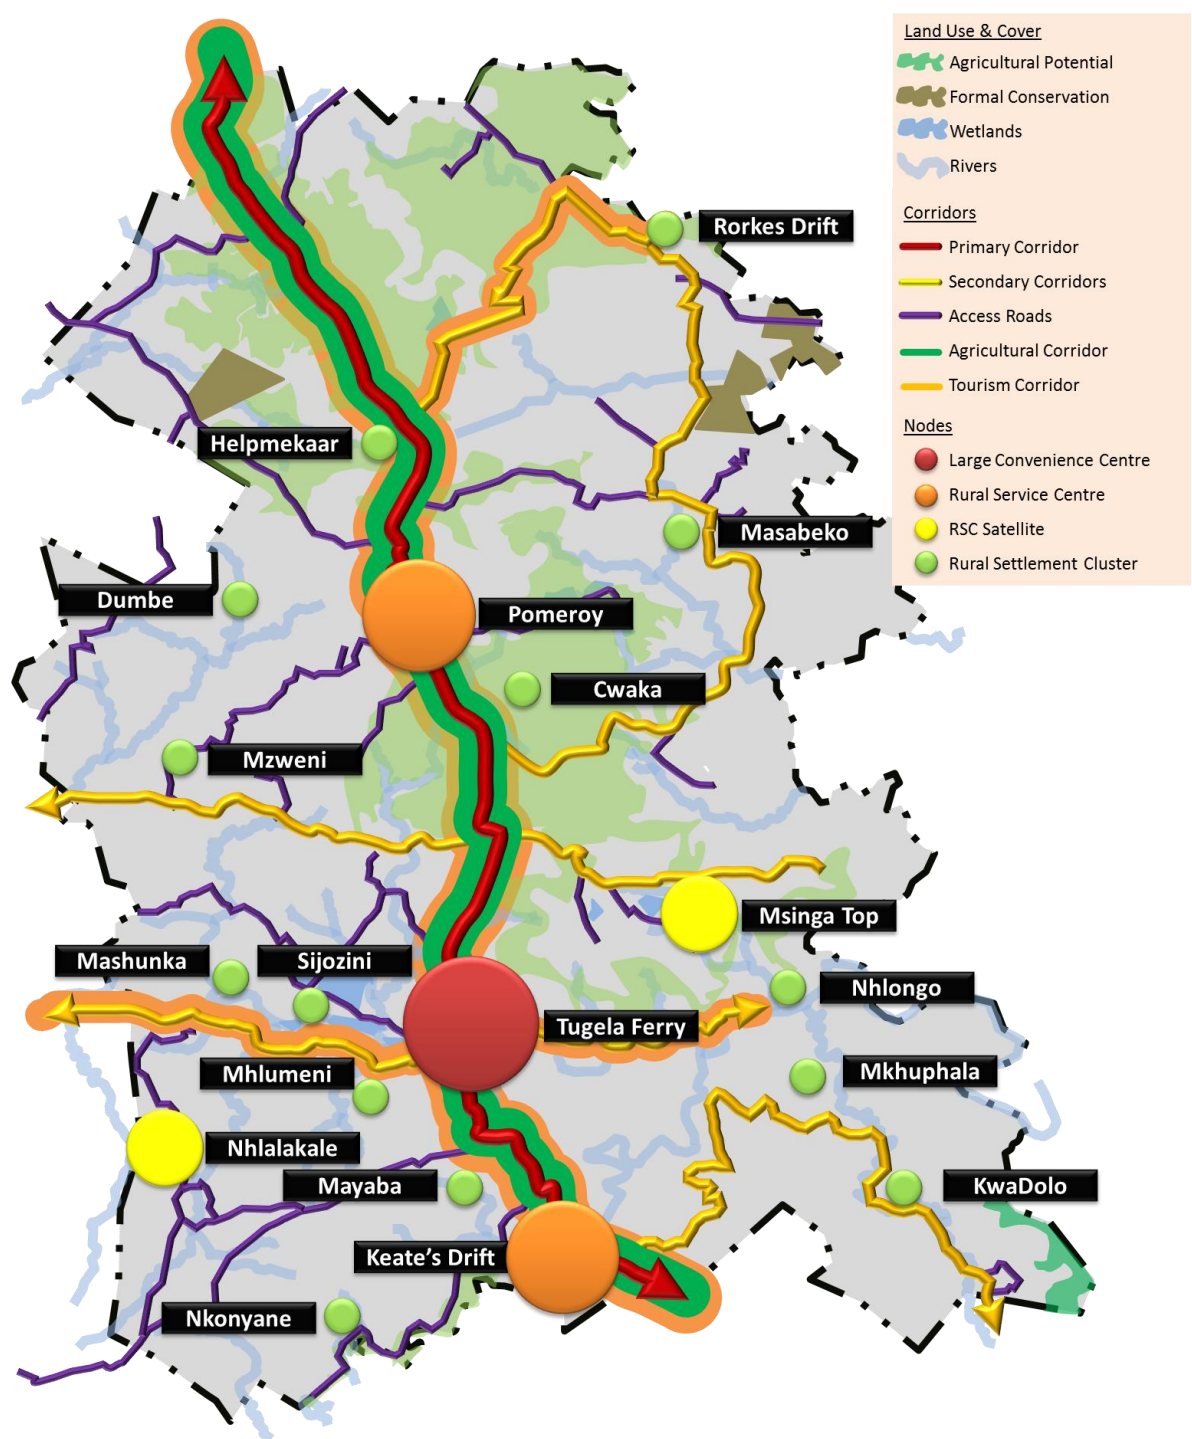 Land Use & Cover
Agricultural Potential
Formal Conservation
Wetlands
Rivers
Corridors
Primary Corridor
Secondary Corridors
Access Roads
Agricultural Corridor
Tourism Corridor
Nodes
Large Convenience Centre
Rural Service Centre
RSC Satellite
Rural Settlement Cluster
Rorkes Drift
Helpmekaar
Masabeko
Dumbe
Pomeroy
Cwaka
Mzweni
Msinga Top
Mashunka
Sijozini
Nhlongo
Tugela Ferry
Mhlumeni
Mkhuphala
Nhlalakale
Mayaba
KwaDolo
Keate's Drift
Nkonyane